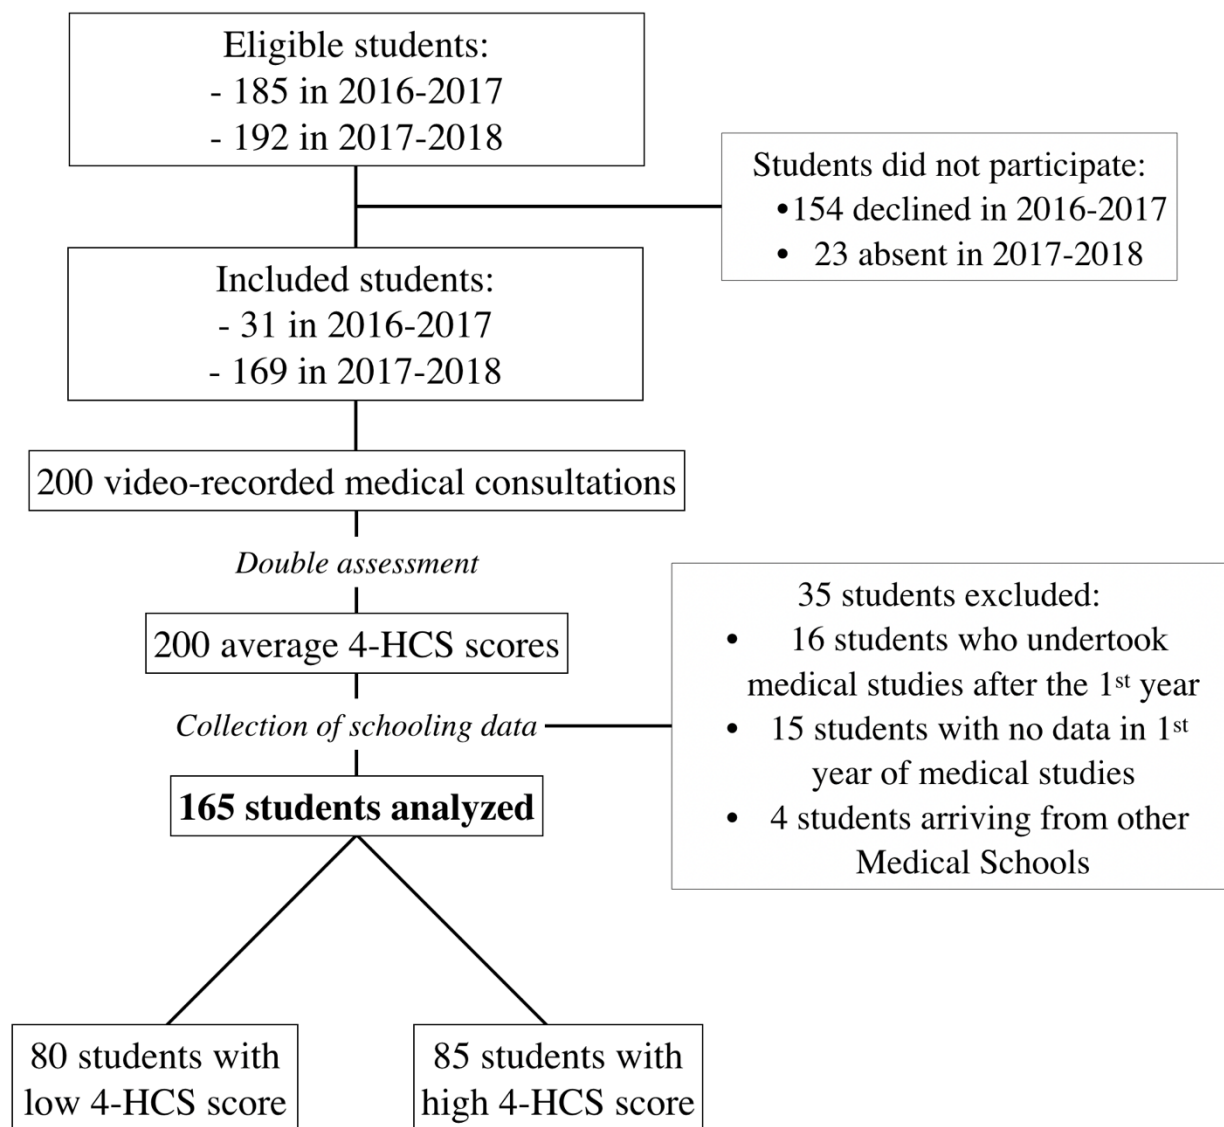 Eligible students:
- 185 in 2016-2017
- 192 in 2017-2018
Students did not participate:
•154 declined in 2016-2017
• 23 absent in 2017-2018
Included students:
- 31 in 2016-2017
- 169 in 2017-2018
200 video-recorded medical consultations
Double assessment
200 average 4-HCS scores
Collection of schooling data
35 students excluded:
• 16 students who undertook
medical studies after the 1st year
• 15 students with no data in 1st
year of medical studies
• 4 students arriving from other
Medical Schools
165 students analyzed
80 students with
low 4-HCS score
85 students with
high 4-HCS score